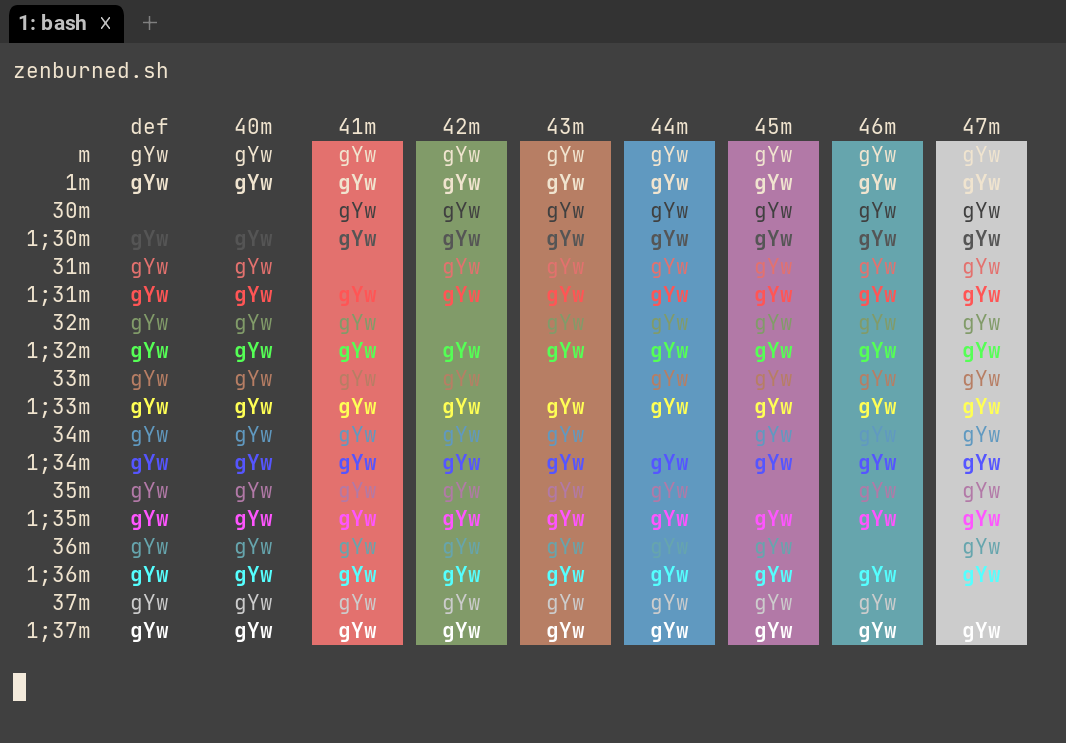 1: bash x +
zenburned.sh
def 40m 41m 42m 43m 44m 45m 46m 47m
m gYw gYw gYw gYw gYw gYw gYw gYw gYw
1m gYw gYw gYw gYw gYw gYw gYw gYw gYw
30m gYw gYw gYw gYw gYw gYw gYw
1;30m gYw gYw gYw gYw gYw gYw gYw gYw gYw
31m gYw gYw gYw gYw gYw gYw gYw gYw
1;31m gYw gYw gYw gYw gYw gYw gYw gYw gYw
32m gYw gYw gYw gYw gYw gYw gYw gYw
1;32m gYw gYw gYw gYw gYw gYw gYw gYw gYw
33m gYw gYw gYw gYw gYw gYw gYw gYw
1;33m gYw gYw gYw gYw gYw gYw gYw gYw gYw
34m gYw gYw gYw gYw gYw gYw gYw gYw
1;34m gYw gYw gYw gYw gYw gYw gYw gYw gYw
35m gYw gYw gYw gYw gYw gYw gYw gYw
1;35m gYw gYw gYw gYw gYw gYw gYw gYw gYw
36m gYw gYw gYw gYw gYw gYw gYw gYw
1;36m gYw gYw gYw gYw gYw gYw gYw gYw gYw
37m gYw gYw gYw gYw gYw gYw gYw gYw
1;37m gYw gYw gYw gYw gYw gYw gYw gYw gYw